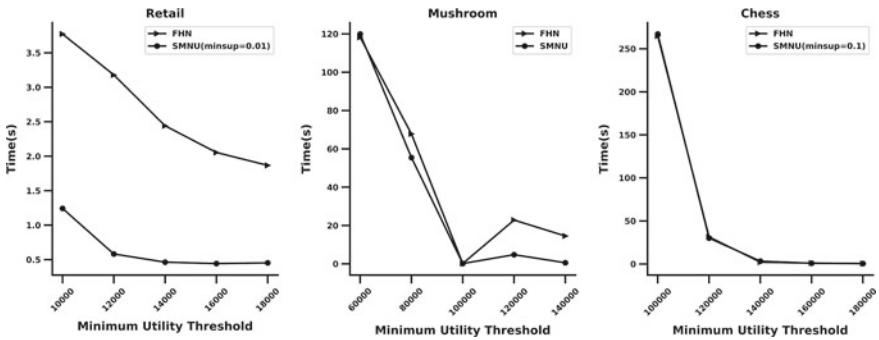 Retail
FHN
SMNU(minsup=0.01)
Time(s)
3.5
3.0
2.5
2.0
1.5
1.0
0.5
10000
12000
14000
16000
18000
Minimum Utility Threshold
Mushroom
FHN
SMNU
Time(s)
120
100
80
60
40
20
0
60000
80000
100000
120000
140000
Minimum Utility Threshold
Chess
FHN
SMNU(minsup=0.1)
Time(s)
250
200
150
100
50
0
100000
120000
140000
160000
180000
Minimum Utility Threshold